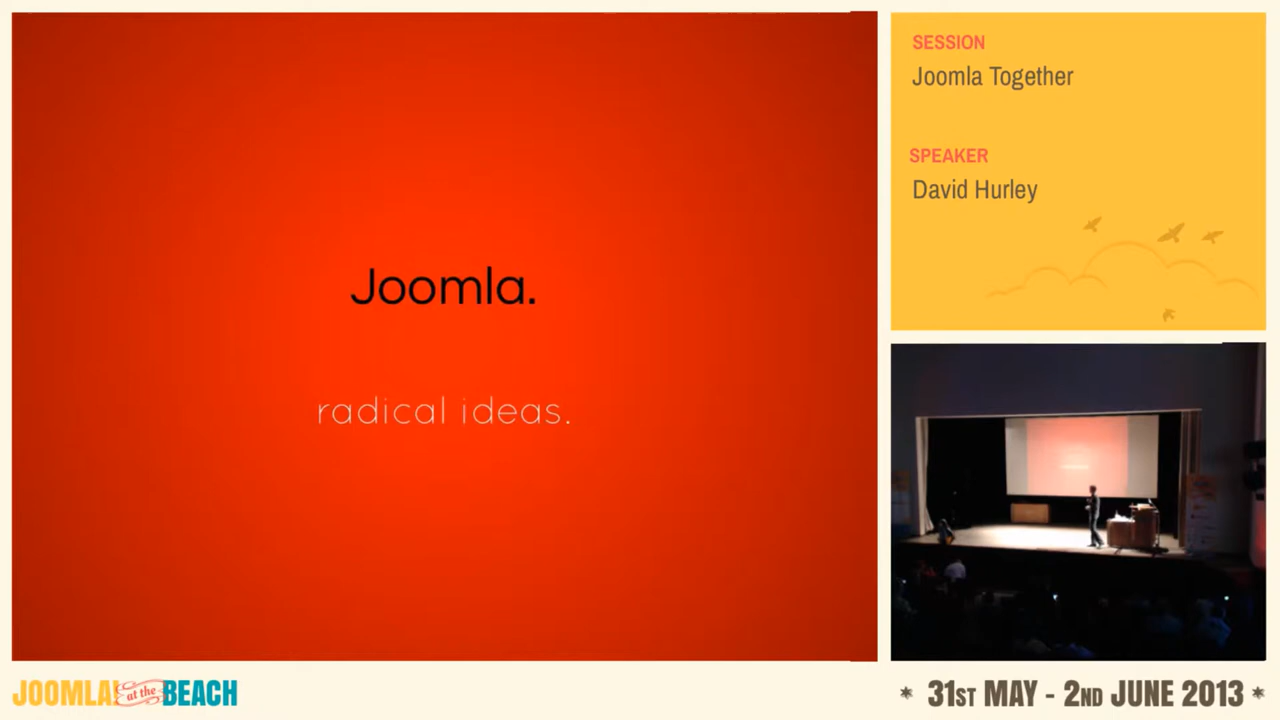 Joomla.
radical ideas.
SESSION
Joomla Together
SPEAKER
David Hurley
JOOMLA! at the BEACH
* 31ST MAY - 2ND JUNE 2013 *